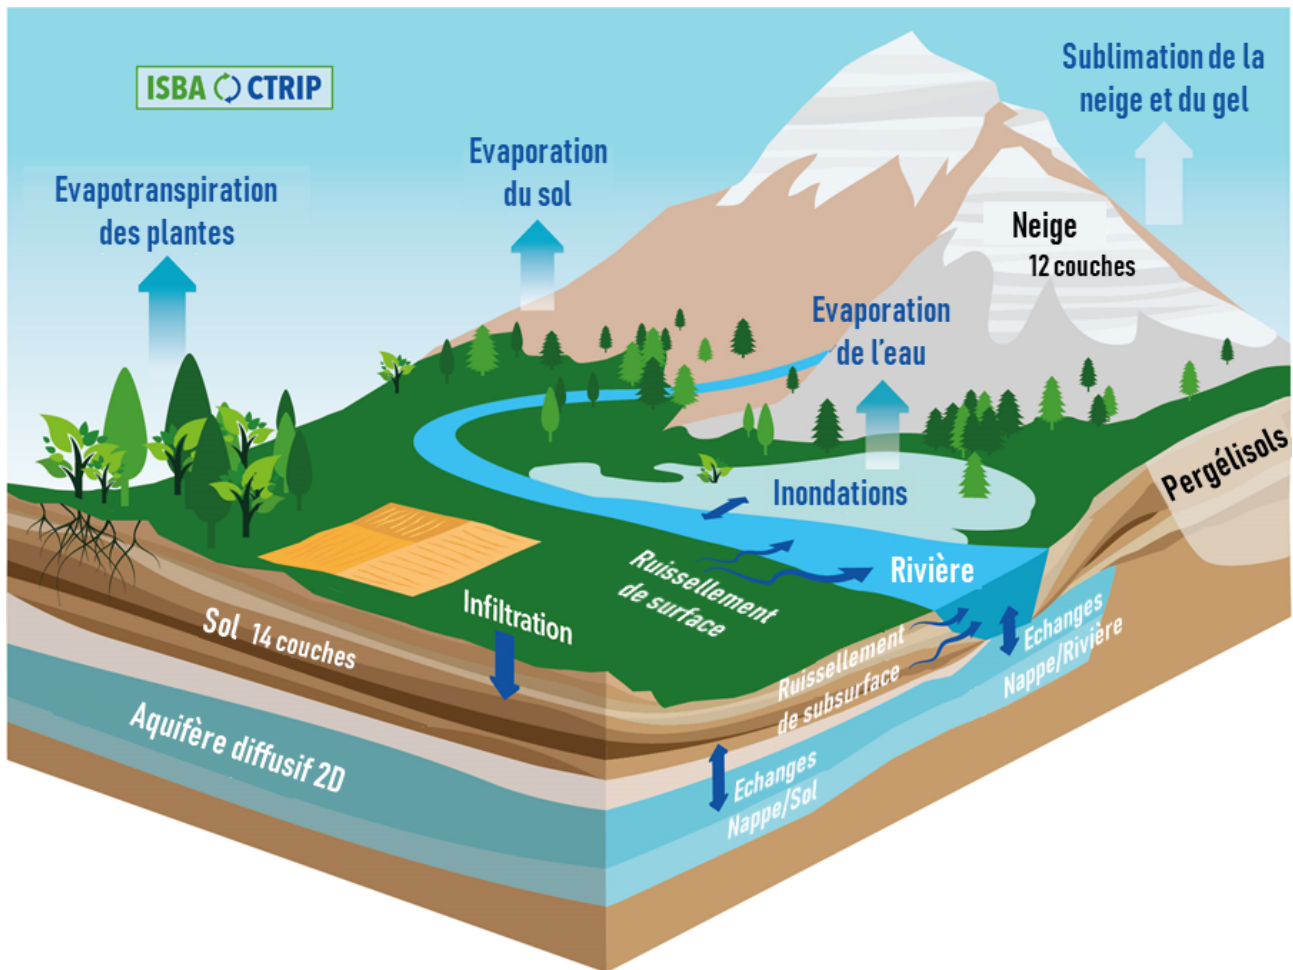 ISBA CTRIP
Sublimation de la
neige et du gel
Evaporation
du sol
Evapotranspiration
des plantes
Neige
12 couches
Evaporation
de l'eau
Pergélisols
Inondations
Rivière
Ruissellement
de surface
Infiltration
Sol 14 couches
Ruissellement
de subsurface
Echanges
Nappe/Rivière
Aquifère diffusif 2D
Echanges
Nappe/Sol